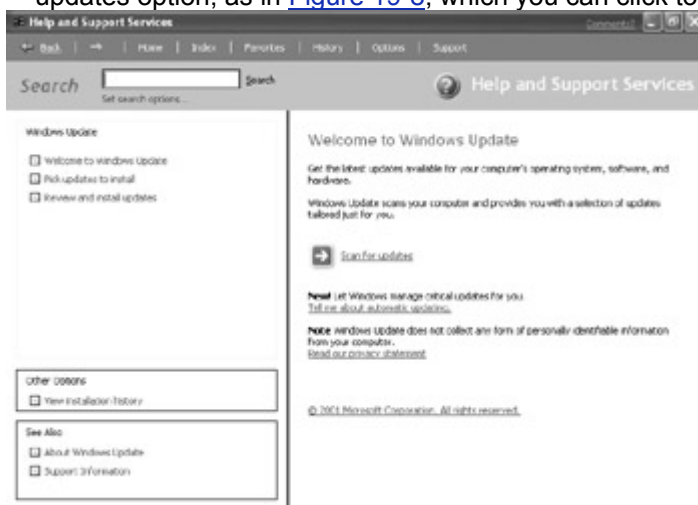 updates option, as in Figure 19-8, which you can click to
Help and Support Services
Comments?
Back | Home | Index | Favorites | History | Options | Support
Search
Search
Set search options...
Help and Support Services
Windows Update
Welcome to Windows Update
Pick updates to install
Review and install updates
Other Options
View installation history
See Also
About Windows Update
Support Information
Welcome to Windows Update
Get the latest updates available for your computer's operating system, software, and
hardware.
Windows Update scans your computer and provides you with a selection of updates
tailored just for you.
Scan for updates
New! Let Windows manage critical updates for you.
Tell me about automatic updating.
Note Windows Update does not collect any form of personally identifiable information
from your computer.
Read our privacy statement
© 2001 Microsoft Corporation. All rights reserved.